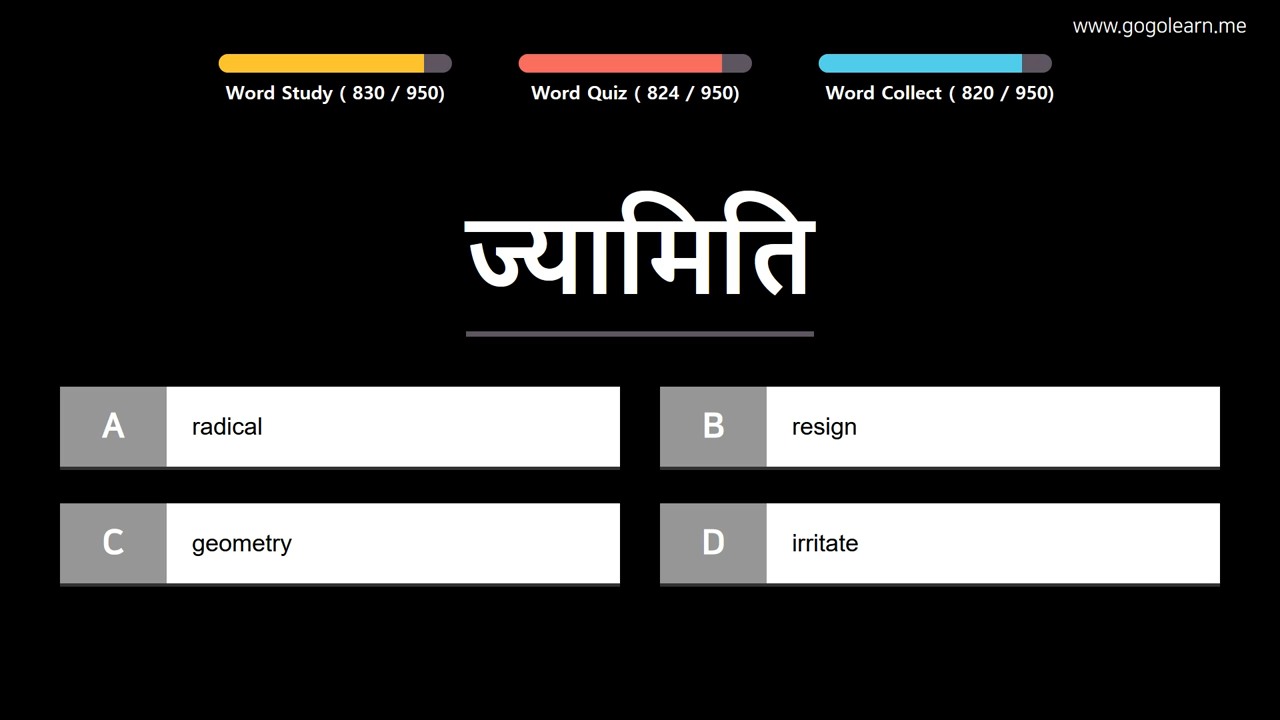 www.gogolearn.me
Word Study ( 830 / 950)
Word Quiz ( 824 / 950)
Word Collect ( 820 / 950)
ज्यामिति
A radical
B resign
C geometry
D irritate